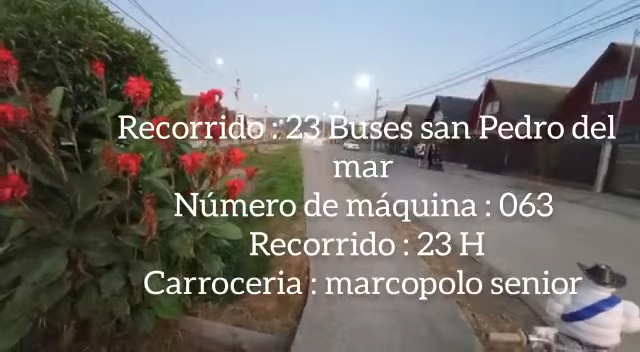 Recorrido : 23 Buses san Pedro del
mar
Número de máquina : 063
Recorrido : 23 H
Carroceria : marcopolo senior